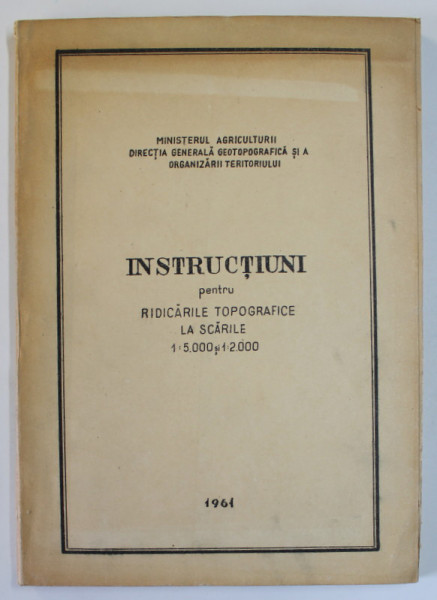 MINISTERUL AGRICULTURII
DIRECȚIA GENERALĂ GEOTOPOGRAFICĂ ȘI A
ORGANIZĂRII TERITORIULUI
INSTRUCȚIUNI
pentru
RIDICĂRILE TOPOGRAFICE
LA SCĂRILE
1:5.000 și 1:2.000
1961